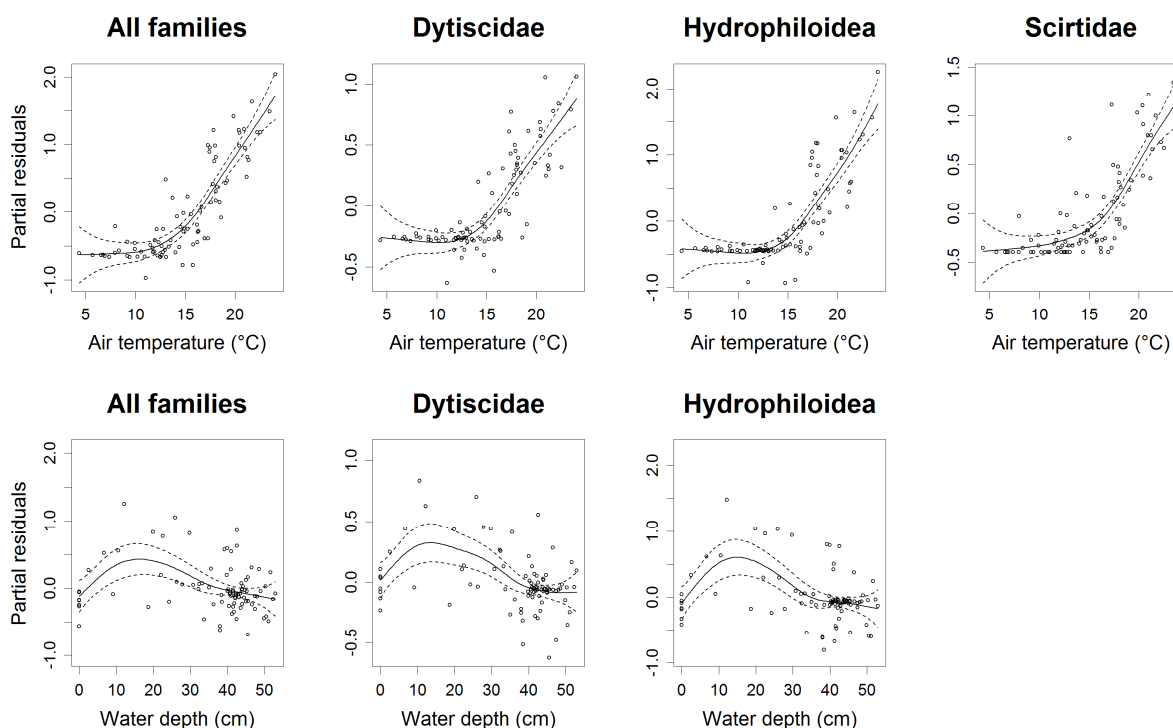 All families Dytiscidae Hydrophiloidea Scirtidae
Partial residuals
2.0 1.0 0.0 -1.0
1.0 0.5 0.0 -0.5
2.0 1.0 0.0 -1.0
1.5 1.0 0.5 0.0 -0.5
5 10 15 20 5 10 15 20 5 10 15 20 5 10 15 20
Air temperature (°C) Air temperature (°C) Air temperature (°C) Air temperature (°C)
All families Dytiscidae Hydrophiloidea
Partial residuals
2.0 1.0 0.0 -1.0
1.0 0.5 0.0 -0.5
2.0 1.0 0.0 -1.0
0 10 20 30 40 50 0 10 20 30 40 50 0 10 20 30 40 50
Water depth (cm) Water depth (cm) Water depth (cm)